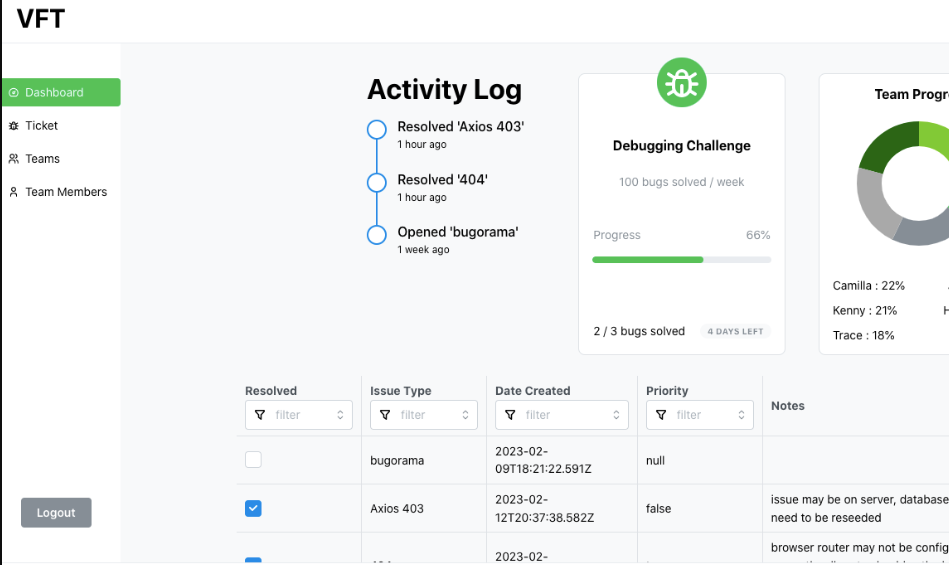 VFT
Dashboard
Ticket
Teams
Team Members
Logout
Activity Log
Resolved 'Axios 403'
1 hour ago
Resolved '404'
1 hour ago
Opened 'bugorama'
1 week ago
Debugging Challenge
100 bugs solved / week
Progress 66%
2 / 3 bugs solved 4 DAYS LEFT
Team Progr
Camilla : 22%
Kenny : 21% H
Trace : 18%
Resolved Issue Type Date Created Priority Notes
filter filter filter filter
bugorama 2023-02-
09T18:21:22.591Z null
Axios 403 2023-02-
12T20:37:38.582Z false issue may be on server, database
need to be reseeded
2023-02- browser router may not be config